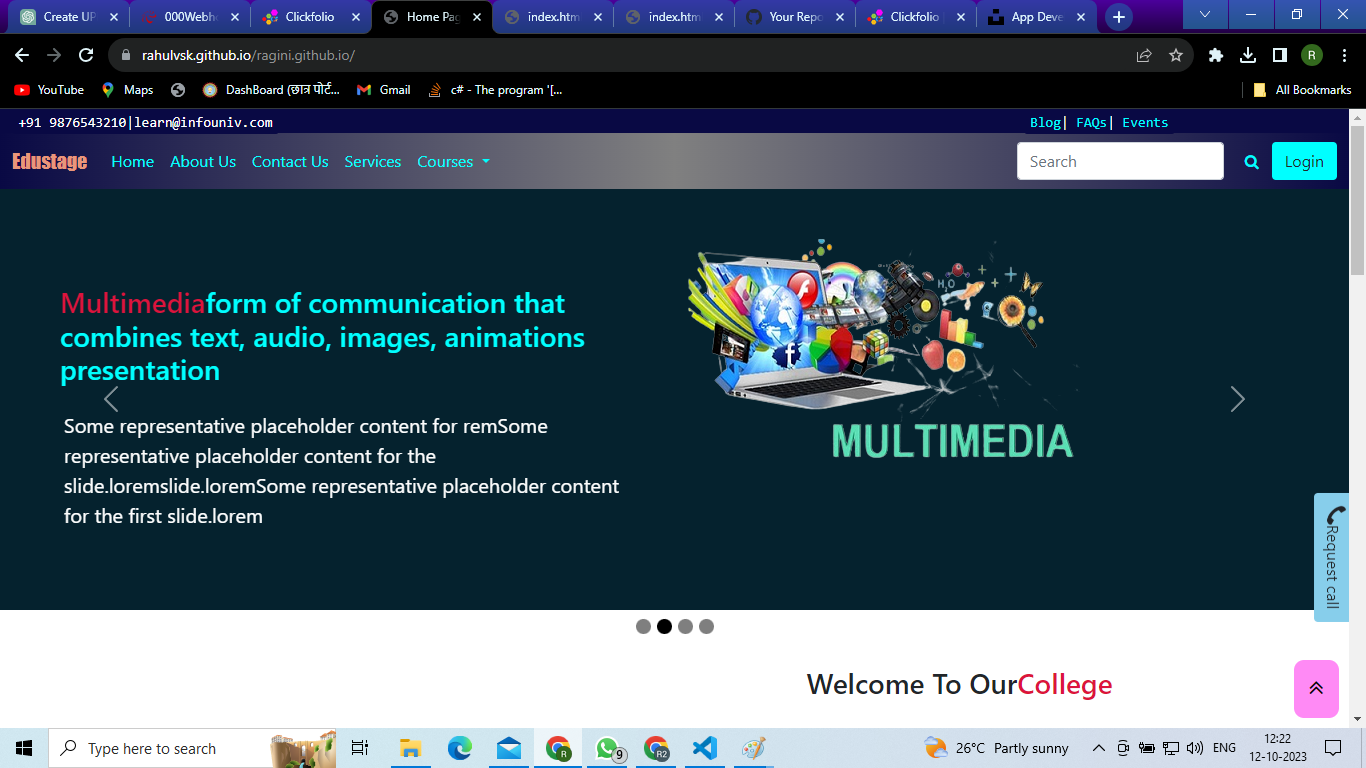 Create UP
000Webh
Clickfolio
Home Pag
index.htm
index.htm
Your Repo
Clickfolio
App Deve
rahulvsk.github.io/ragini.github.io/
R
YouTube
Maps
DashBoard (छात्र पोर्ट...
Gmail
c# - The program '[...
All Bookmarks
+91 9876543210|learn@infouniv.com
Blog| FAQs| Events
Edustage
Home
About Us
Contact Us
Services
Courses
Search
Login
Multimediaform of communication that
combines text, audio, images, animations
presentation
Some representative placeholder content for remSome
representative placeholder content for the
slide.loremslide.loremSome representative placeholder content
for the first slide.lorem
H₂O
MULTIMEDIA
Request call
Welcome To OurCollege
Type here to search
R
9
R2
26°C Partly sunny
ENG
12:22
12-10-2023